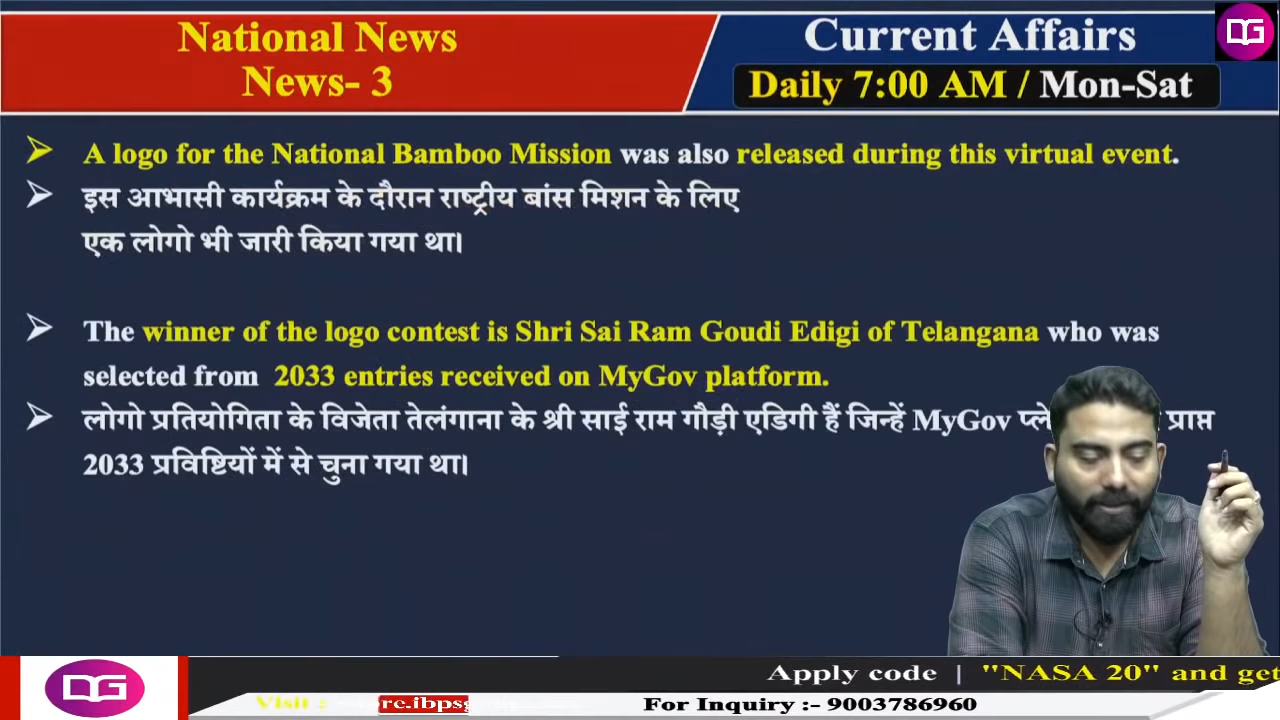 National News
News- 3
Current Affairs
Daily 7:00 AM / Mon-Sat
DG
A logo for the National Bamboo Mission was also released during this virtual event.
इस आभासी कार्यक्रम के दौरान राष्ट्रीय बांस मिशन के लिए
एक लोगो भी जारी किया गया था।
The winner of the logo contest is Shri Sai Ram Goudi Edigi of Telangana who was
selected from 2033 entries received on MyGov platform.
लोगो प्रतियोगिता के विजेता तेलंगाना के श्री साई राम गौड़ी एडिगी हैं जिन्हें MyGov प्राप्त
2033 प्रविष्टियों में से चुना गया था।
DG
Apply code | "NASA 20" and get
Visit :
For Inquiry :- 9003786960